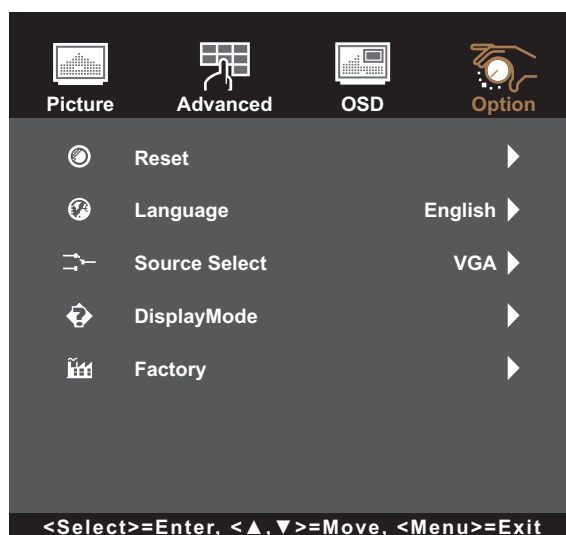 Picture Advanced OSD Option
Reset
Language English
Source Select VGA
DisplayMode
Factory
<Select>=Enter, <▲,▼>=Move, <Menu>=Exit